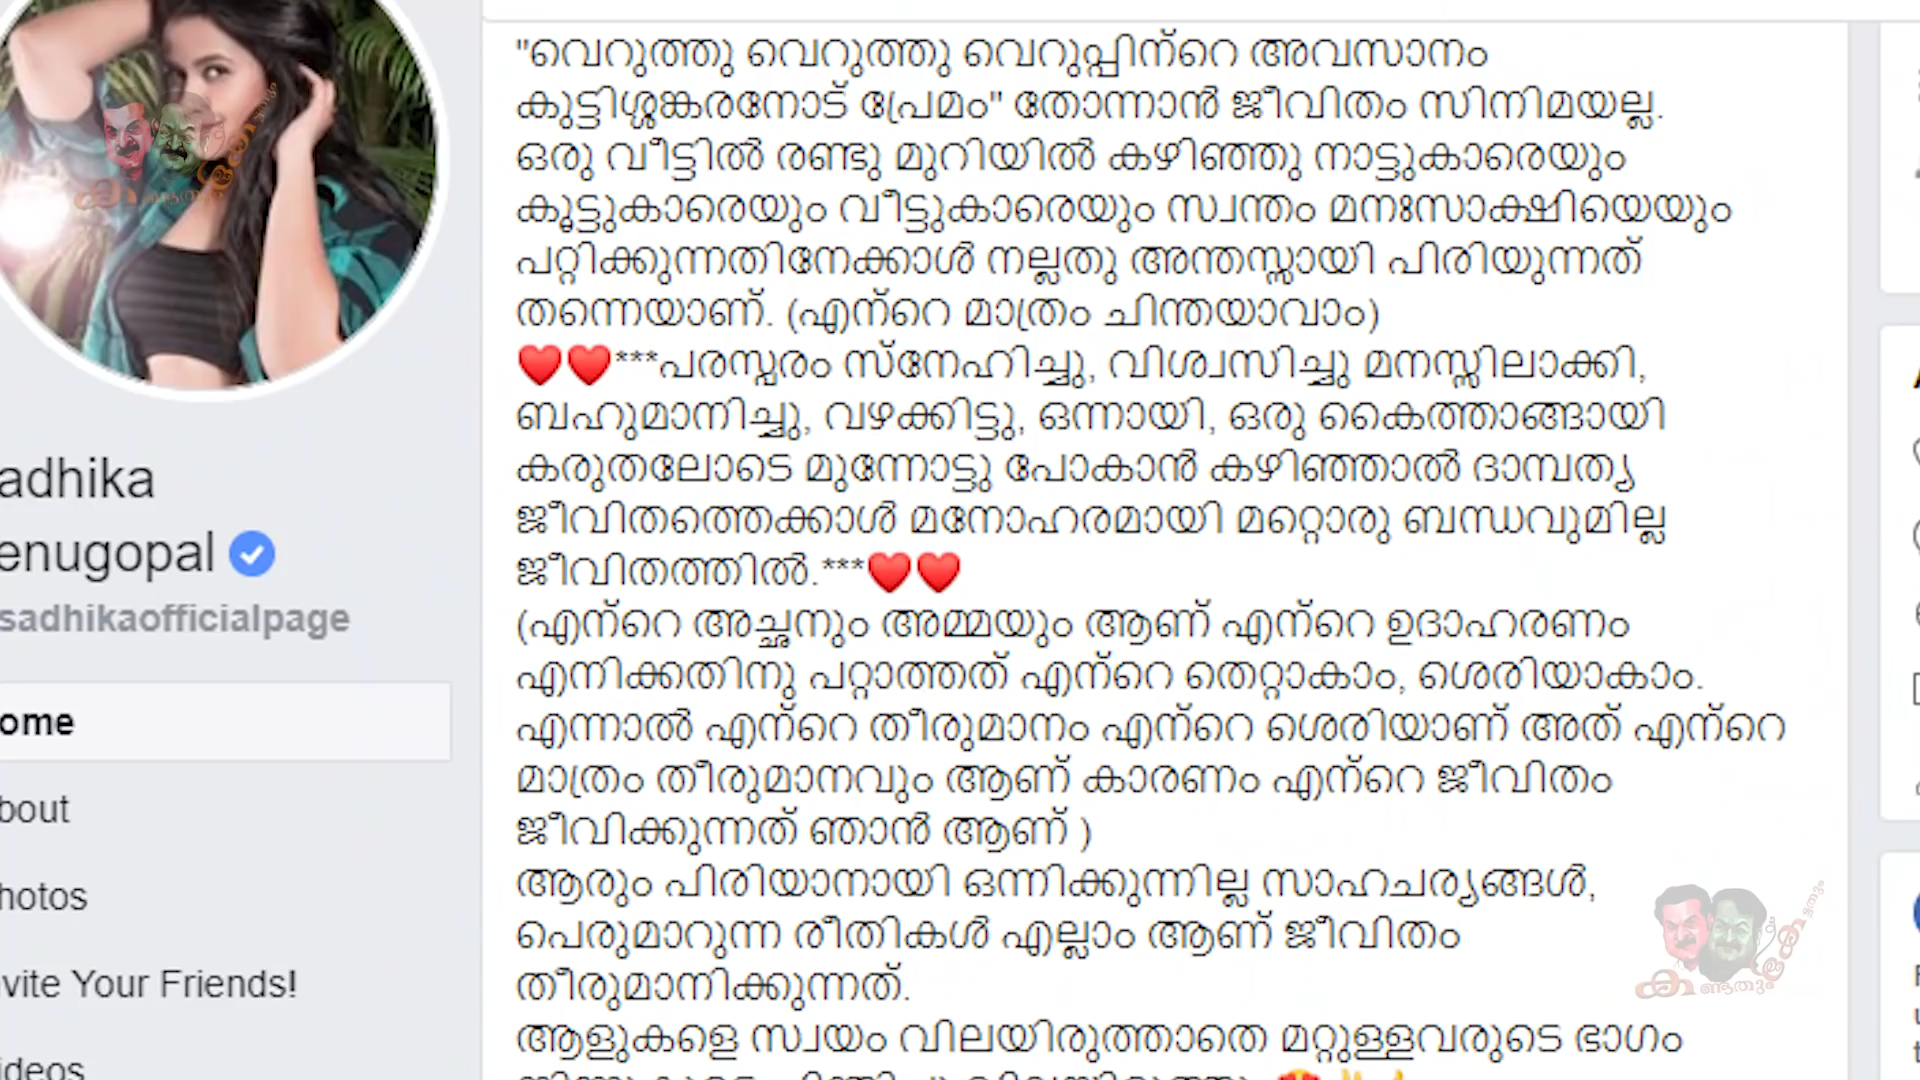 adhika
enugopal
sadhikaofficialpage
ome
bout
hotos
vite Your Friends!
ideos
"വെറുത്തു വെറുത്തു വെറുപ്പിന്റെ അവസാനം
കുട്ടിശ്ശങ്കരനോട് പ്രേമം" തോന്നാൻ ജീവിതം സിനിമയല്ല.
ഒരു വീട്ടിൽ രണ്ടു മുറിയിൽ കഴിഞ്ഞു നാട്ടുകാരെയും
കൂട്ടുകാരെയും വീട്ടുകാരെയും സ്വന്തം മനഃസാക്ഷിയെയും
പറ്റിക്കുന്നതിനേക്കാൾ നല്ലതു അന്തസ്സായി പിരിയുന്നത്
തന്നെയാണ്. (എന്റെ മാത്രം ചിന്തയാവാം)
❤️❤️***പരസ്പരം സ്നേഹിച്ചു, വിശ്വസിച്ചു മനസ്സിലാക്കി,
ബഹുമാനിച്ചു, വഴക്കിട്ടു, ഒന്നായി, ഒരു കൈത്താങ്ങായി
കരുതലോടെ മുന്നോട്ടു പോകാൻ കഴിഞ്ഞാൽ ദാമ്പത്യ
ജീവിതത്തെക്കാൾ മനോഹരമായി മറ്റൊരു ബന്ധവുമില്ല
ജീവിതത്തിൽ.***❤️❤️
(എന്റെ അച്ഛനും അമ്മയും ആണ് എന്റെ ഉദാഹരണം
എനിക്കതിനു പറ്റാത്തത് എന്റെ തെറ്റാകാം, ശെരിയാകാം.
എന്നാൽ എന്റെ തീരുമാനം എന്റെ ശെരിയാണ് അത് എന്റെ
മാത്രം തീരുമാനവും ആണ് കാരണം എന്റെ ജീവിതം
ജീവിക്കുന്നത് ഞാൻ ആണ് )
ആരും പിരിയാനായി ഒന്നിക്കുന്നില്ല സാഹചര്യങ്ങൾ,
പെരുമാറുന്ന രീതികൾ എല്ലാം ആണ് ജീവിതം
തീരുമാനിക്കുന്നത്.
ആളുകളെ സ്വയം വിലയിരുത്താതെ മറ്റുള്ളവരുടെ ഭാഗം